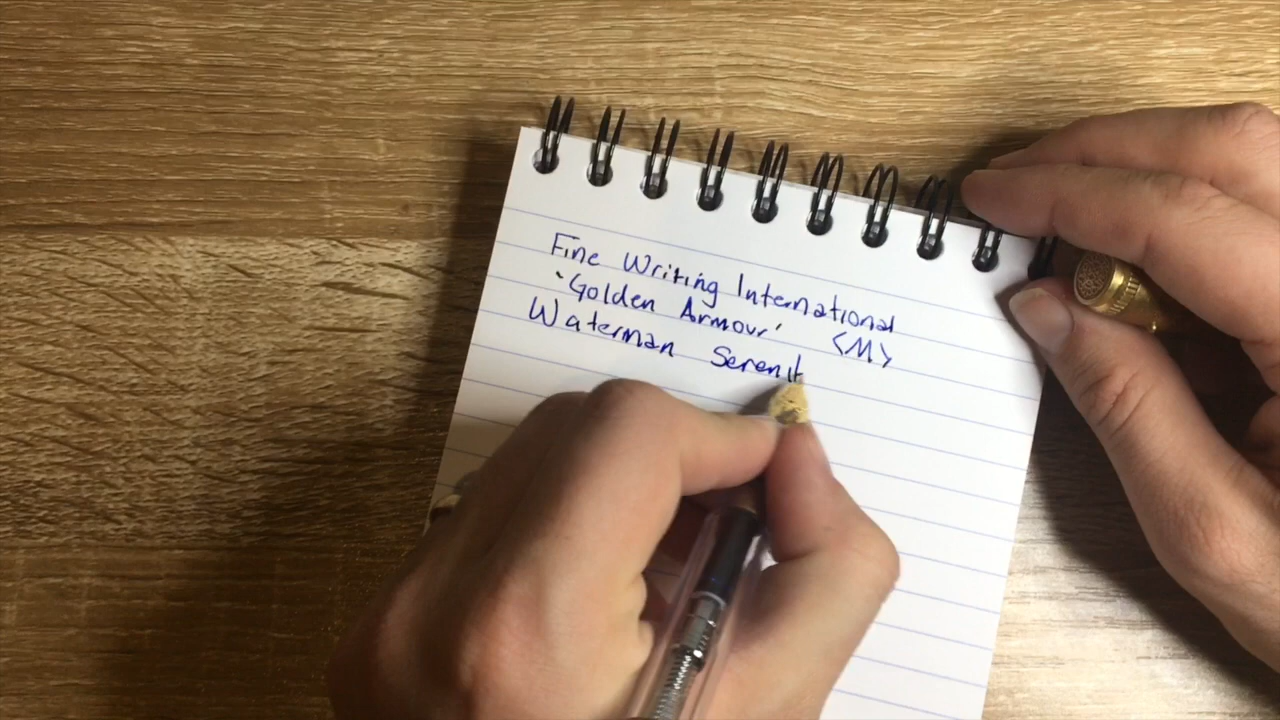 Fine Writing International
'Golden Armour' <M>
Waterman Serenit